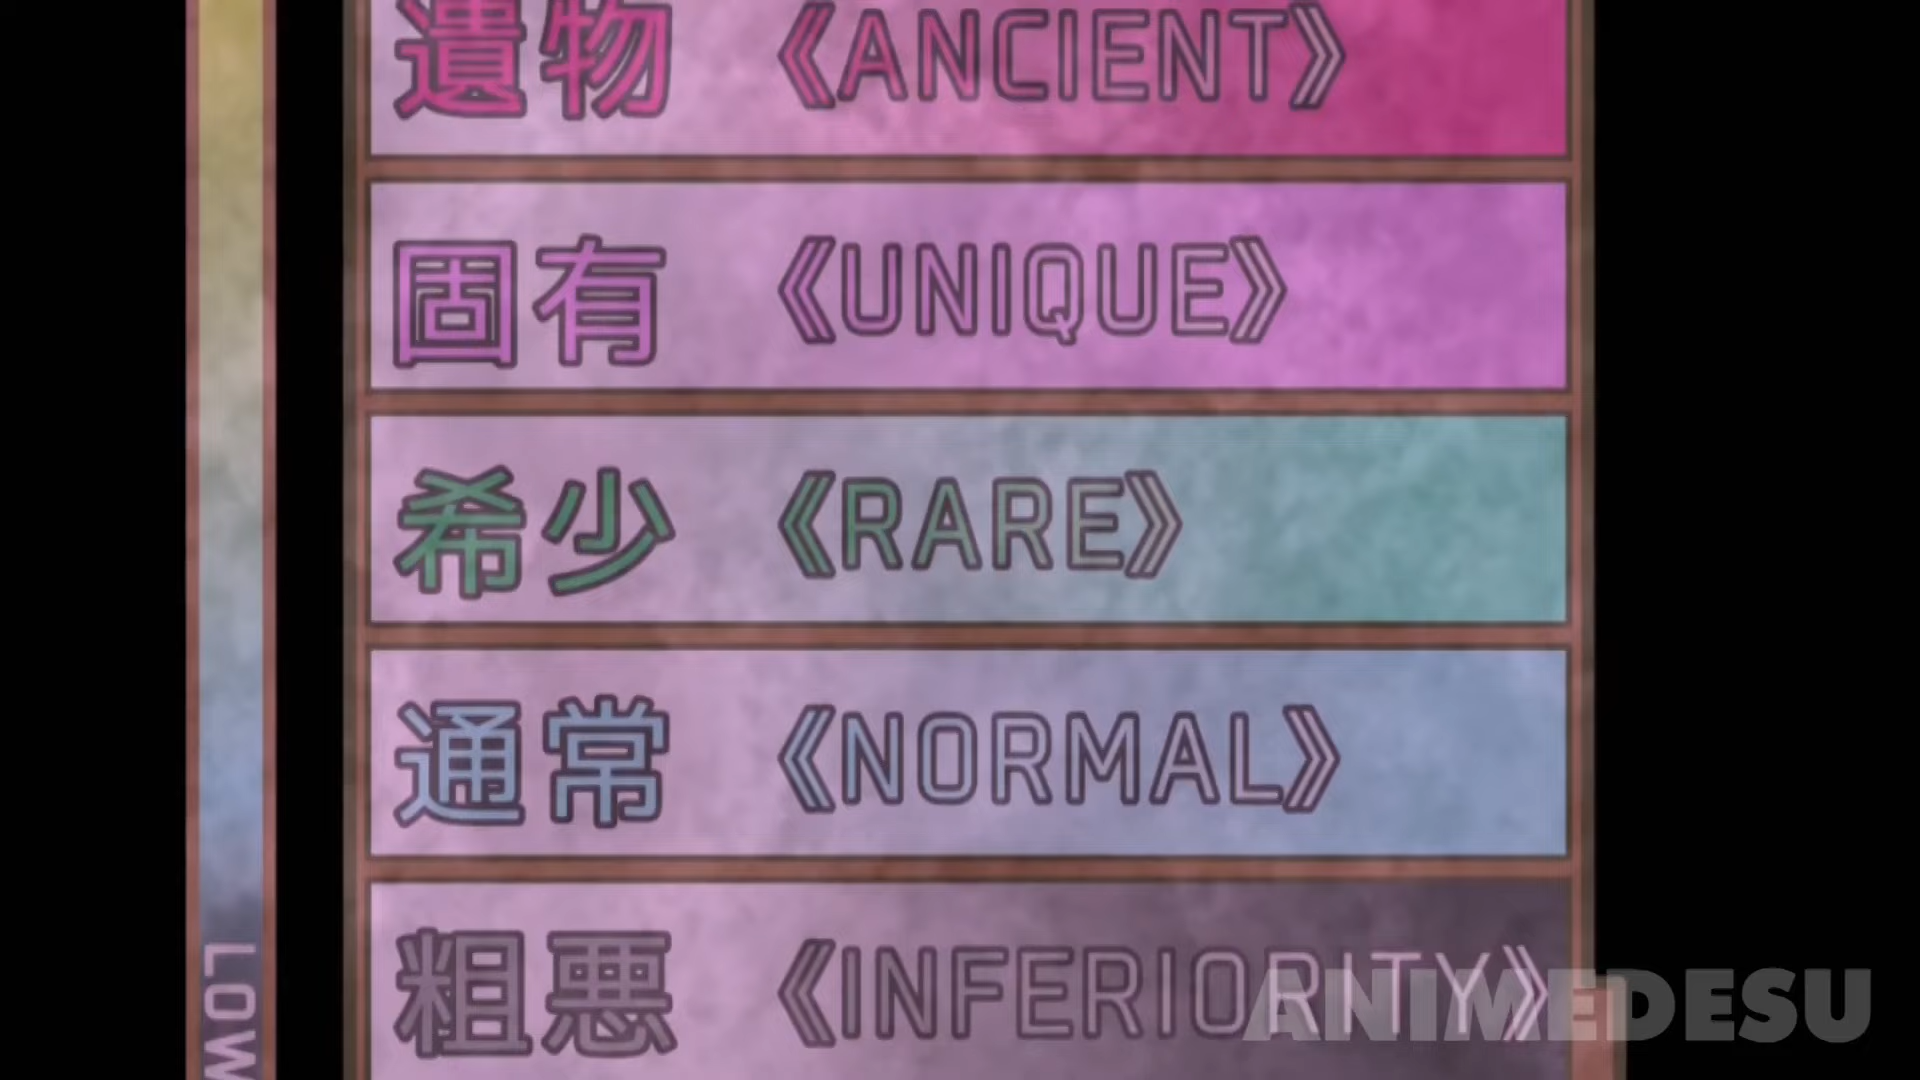 遺物 《ANCIENT》
固有 《UNIQUE》
希少 《RARE》
通常 《NORMAL》
粗悪 《INFERIORITY》
LOW
ANIMEDESU